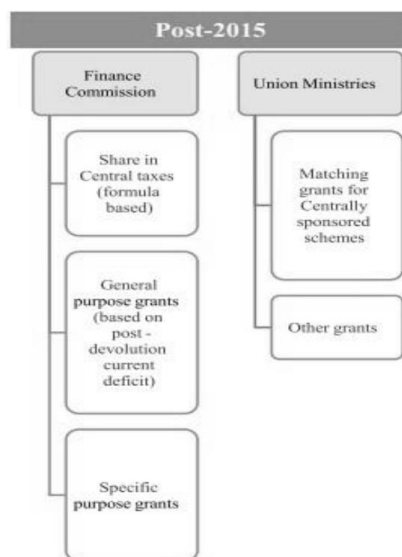 Post-2015
Finance
Commission
Share in
Central taxes
(formula
based)
General
purpose grants
(based on
post -
devolution
current
deficit)
Specific
purpose grants
Union Ministries
Matching
grants for
Centrally
sponsored
schemes
Other grants